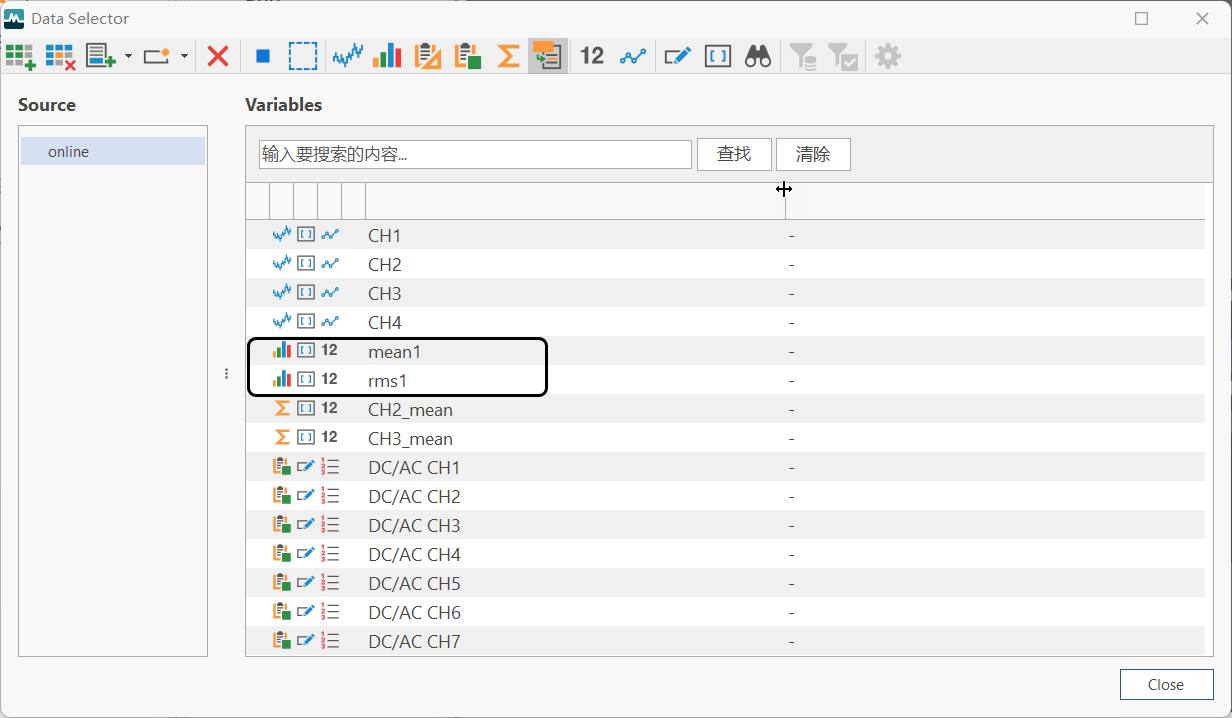 Data Selector
12
Source
Variables
online
输入要搜索的内容...
查找
清除
CH1 -
CH2 -
CH3 -
CH4 -
12 mean1 -
12 rms1 -
12 CH2_mean -
12 CH3_mean -
DC/AC CH1 -
DC/AC CH2 -
DC/AC CH3 -
DC/AC CH4 -
DC/AC CH5 -
DC/AC CH6 -
DC/AC CH7 -
Close